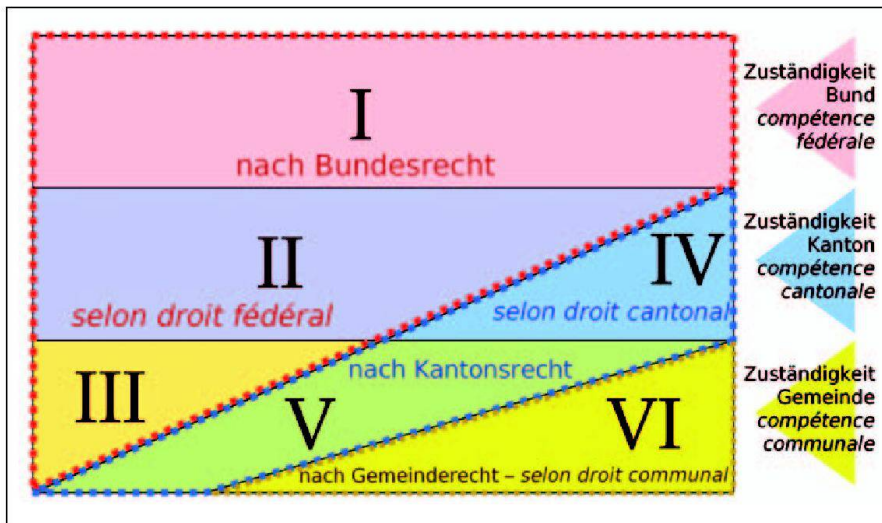 I
nach Bundesrecht
II
selon droit fédéral
IV
selon droit cantonal
III
nach Kantonsrecht
V
VI
nach Gemeinderecht – selon droit communal
Zuständigkeit
Bund
compétence
fédérale
Zuständigkeit
Kanton
compétence
cantonale
Zuständigkeit
Gemeinde
compétence
communale